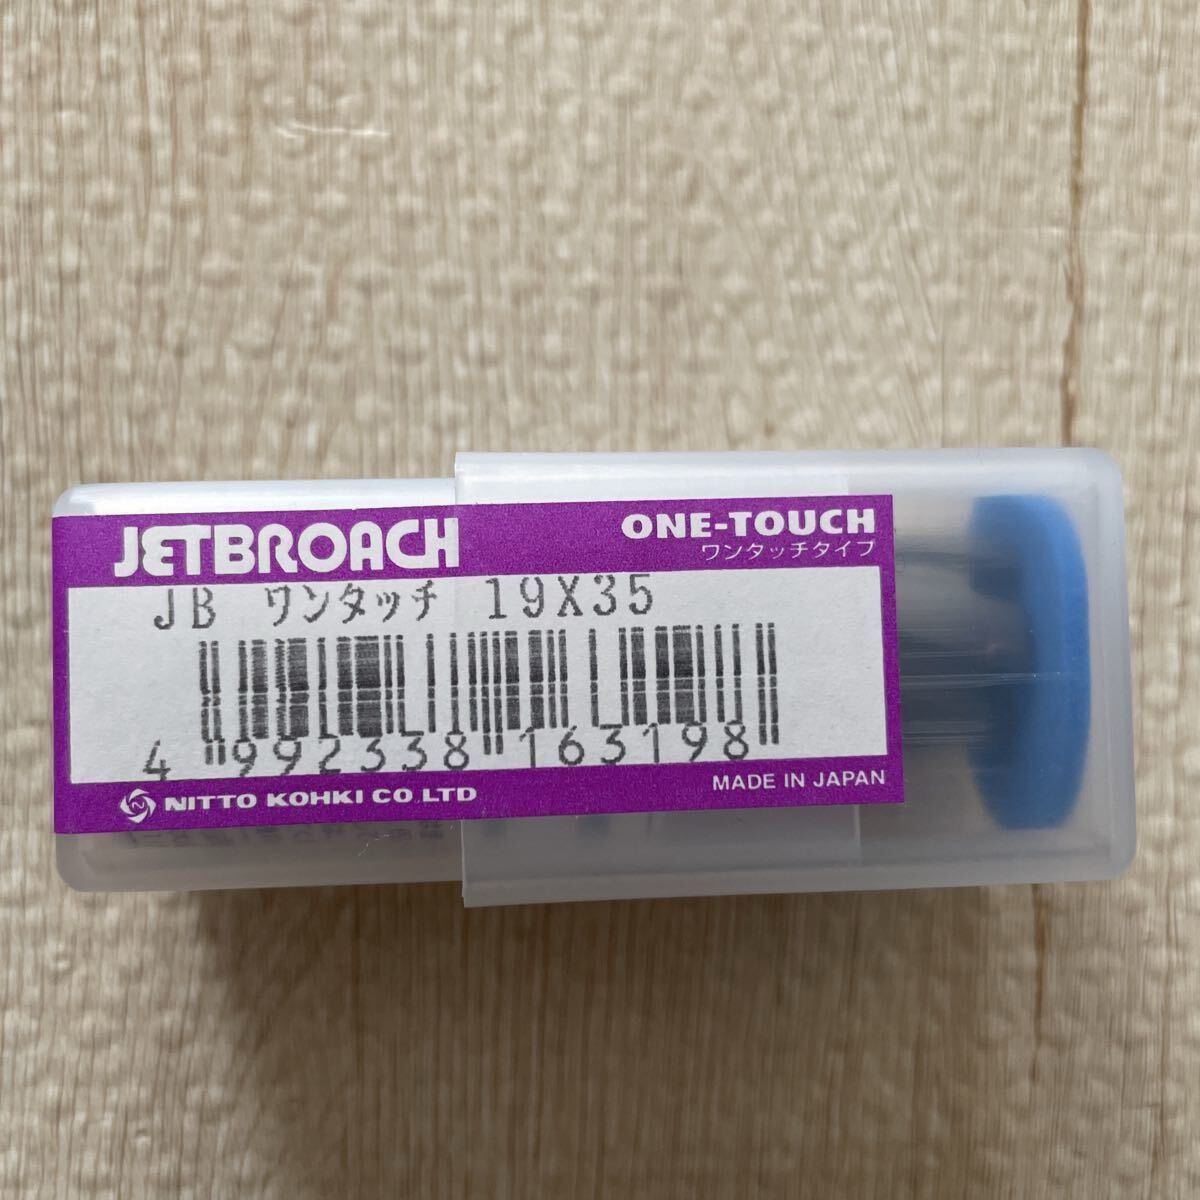 JETBROACH
ONE-TOUCH
ワンタッチタイプ
JB ワンタッチ 19X35
4 992338 163198
NITTO KOHKI CO.,LTD
MADE IN JAPAN